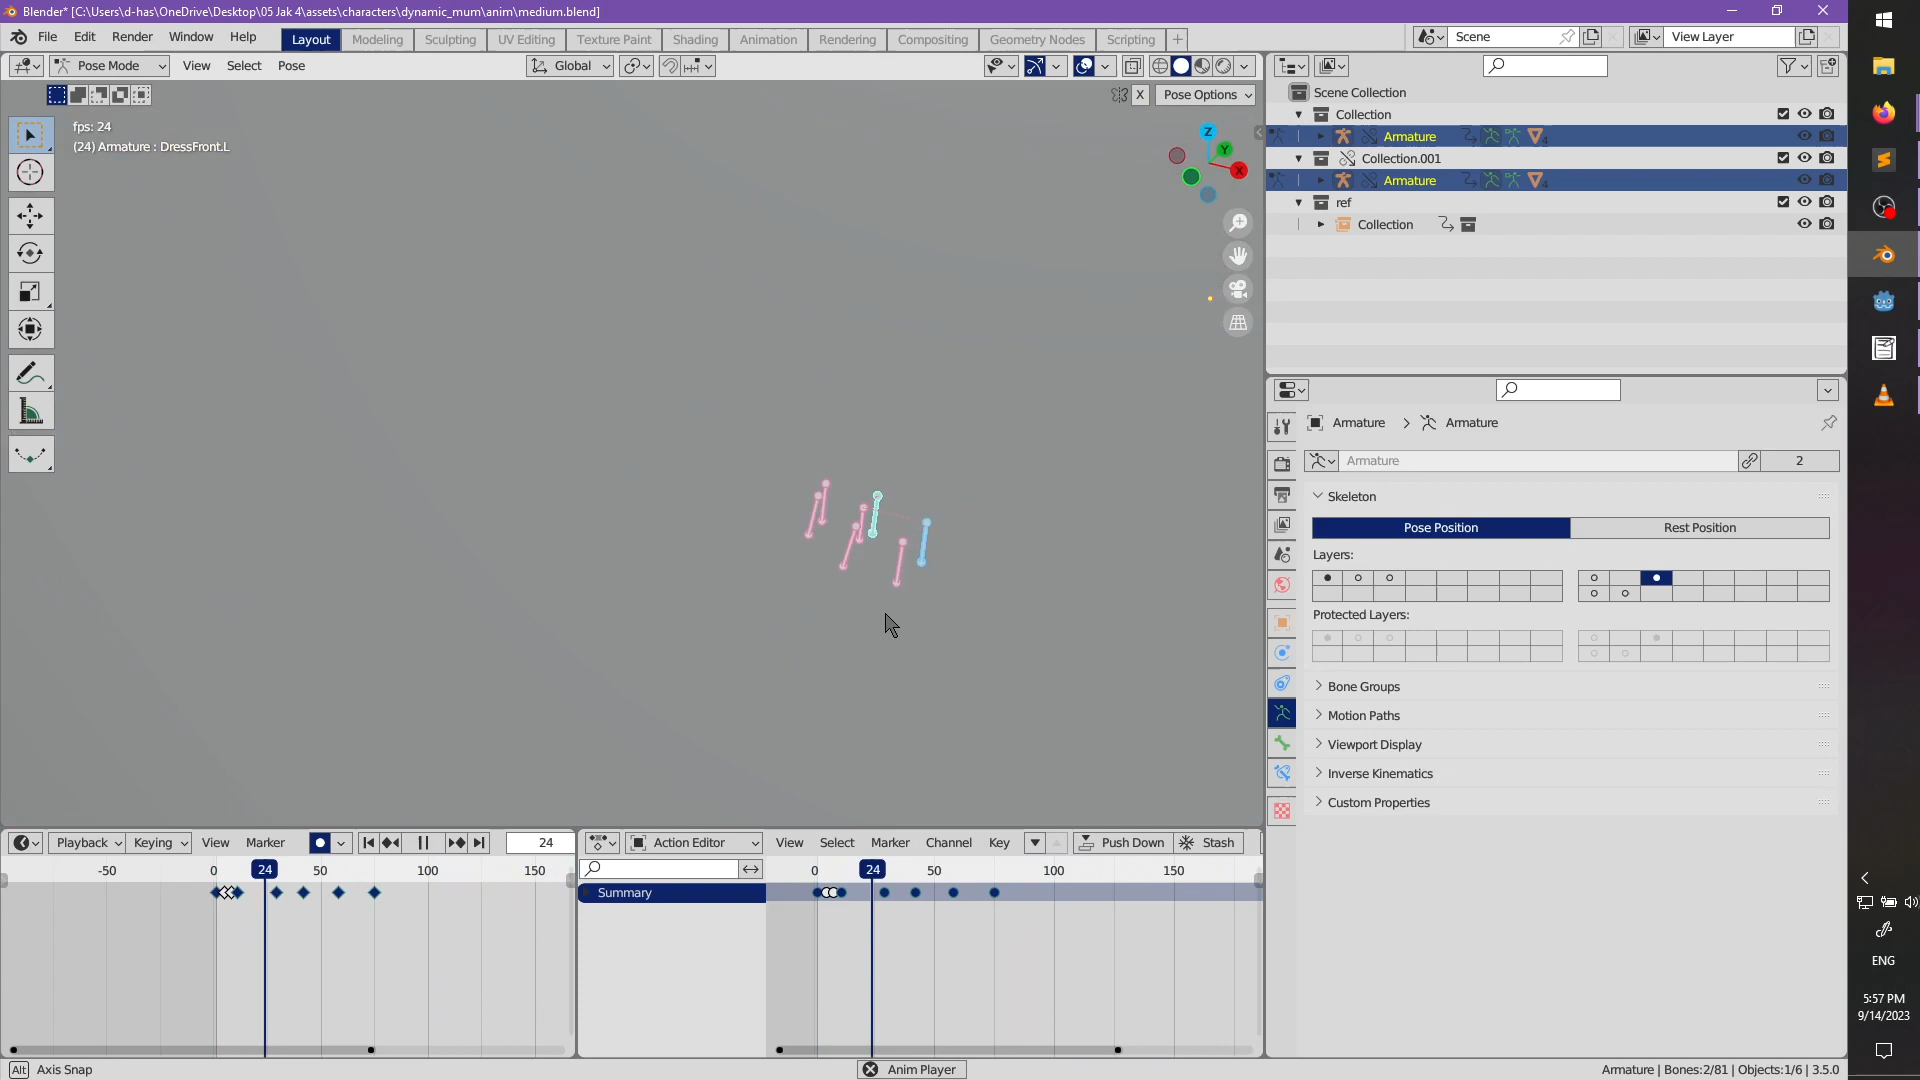 Blender* [C:\Users\d-has\OneDrive\Desktop\05 Jak 4\assets\characters\dynamic_mum\anim\medium.blend]
File Edit Render Window Help Layout Modeling Sculpting UV Editing Texture Paint Shading Animation Rendering Compositing Geometry Nodes Scripting + Scene View Layer
Pose Mode View Select Pose Global
X Pose Options
fps: 24
(24) Armature : DressFront.L
Z
Y
X
Scene Collection
Collection
Armature 4
Collection.001
Armature 4
ref
Collection
Armature > Armature
Armature 2
Skeleton
Pose Position Rest Position
Layers:
Protected Layers:
Bone Groups
Motion Paths
Viewport Display
Inverse Kinematics
Custom Properties
Playback Keying View Marker 24
-50 0 24 50 100 150
Action Editor View Select Marker Channel Key Push Down Stash
0 24 50 100 150
Summary
Alt Axis Snap Anim Player Armature | Bones:2/81 | Objects:1/6 | 3.5.0
ENG
5:57 PM
9/14/2023